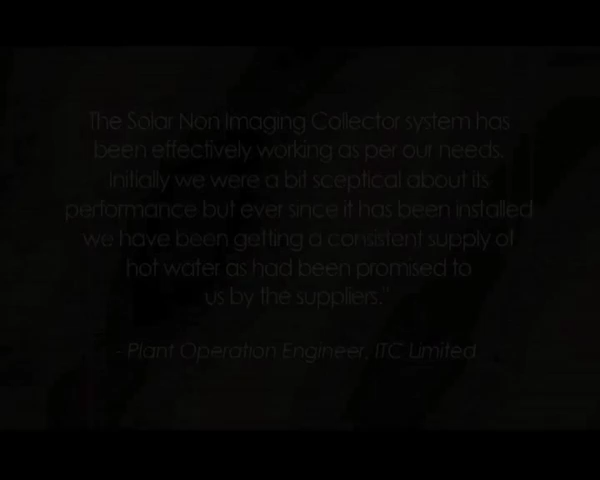 The Solar Non Imaging Collector system has
been effectively working as per our needs.
Initially we were a bit sceptical about its
performance but ever since it has been installed
we have been getting a consistent supply of
hot water as had been promised to
us by the suppliers."
- Plant Operation Engineer, ITC Limited